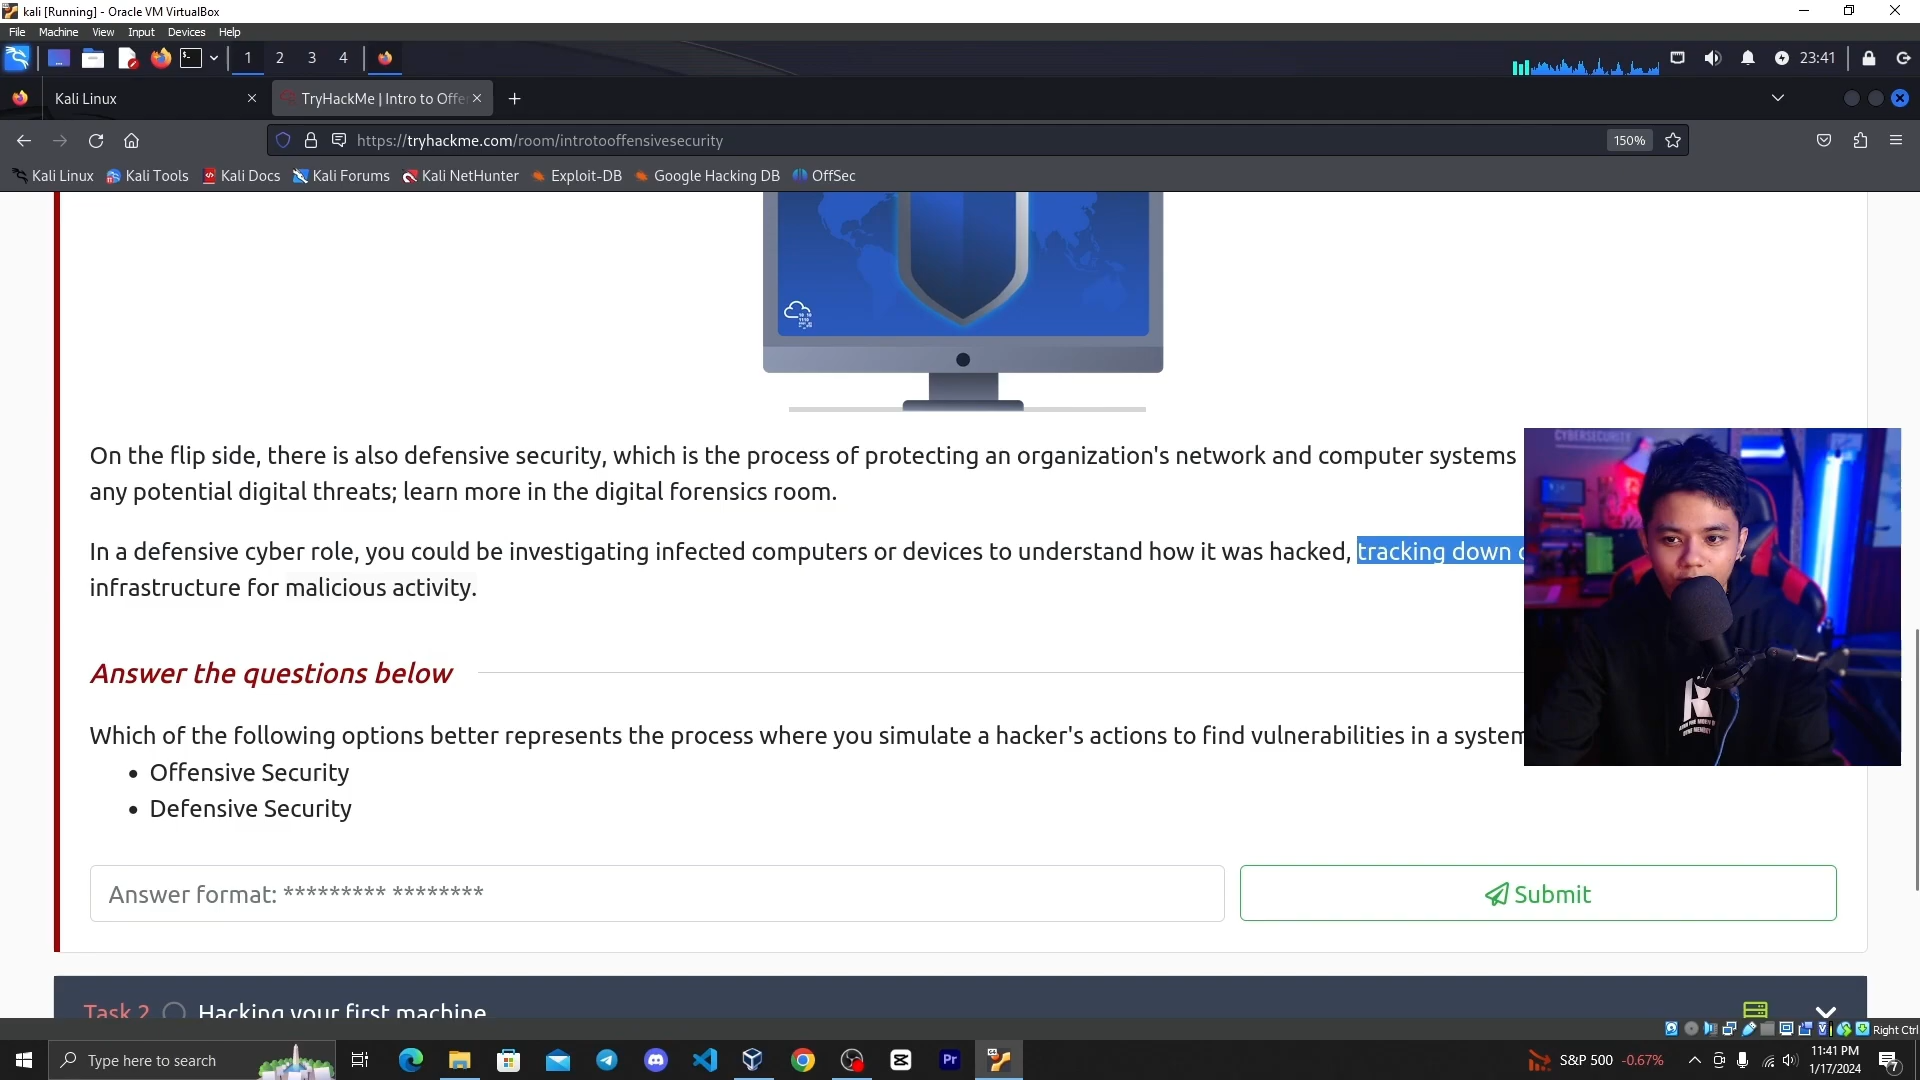 kali [Running] - Oracle VM VirtualBox
File Machine View Input Devices Help
1 2 3 4
23:41
Kali Linux
TryHackMe | Intro to Offe
https://tryhackme.com/room/introtooffensivesecurity
150%
Kali Linux Kali Tools Kali Docs Kali Forums Kali NetHunter Exploit-DB Google Hacking DB OffSec
On the flip side, there is also defensive security, which is the process of protecting an organization's network and computer systems
any potential digital threats; learn more in the digital forensics room.
In a defensive cyber role, you could be investigating infected computers or devices to understand how it was hacked, tracking down
infrastructure for malicious activity.
CYBERSECURITY
Answer the questions below
Which of the following options better represents the process where you simulate a hacker's actions to find vulnerabilities in a system
• Offensive Security
• Defensive Security
Answer format: ********* ********
Submit
Task 2 Hacking your first machine
Right Ctrl
Type here to search
Pr
S&P 500 -0.67%
11:41 PM
1/17/2024
7